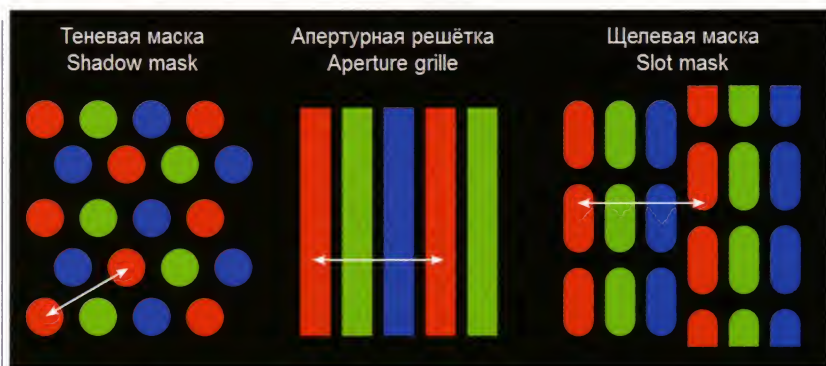 Теневая маска
Shadow mask
Апертурная решётка
Aperture grille
Щелевая маска
Slot mask